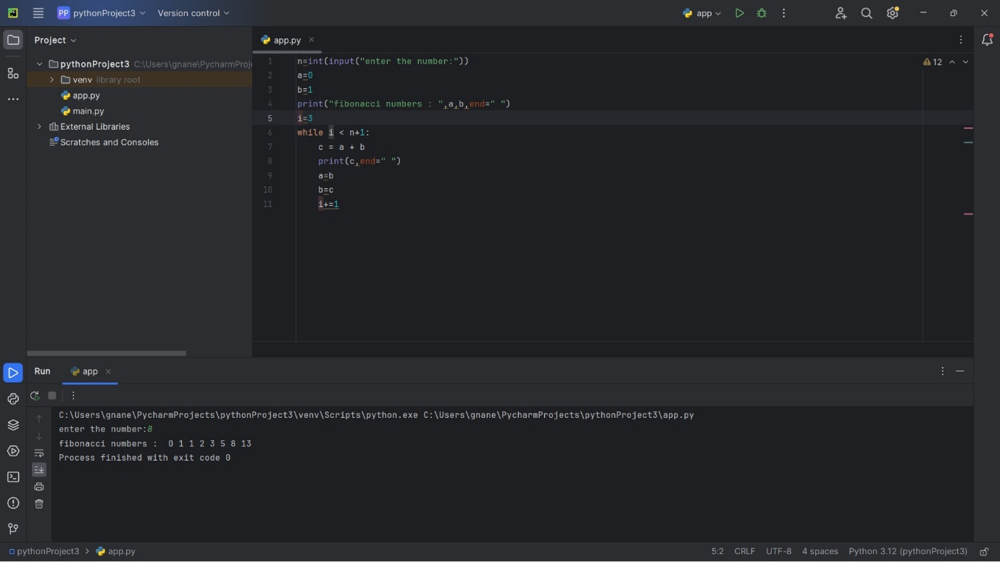 PP pythonProject3 Version control app
Project
app.py
pythonProject3 C:\Users\gnane\PycharmProj
venv library root
app.py
main.py
External Libraries
Scratches and Consoles
12
1 n=int(input("enter the number:"))
2 a=0
3 b=1
4 print("fibonacci numbers : ",a,b,end=" ")
5 i=3
6 while i < n+1:
7 c = a + b
8 print(c,end=" ")
9 a=b
10 b=c
11 i+=1
Run app
C:\Users\gnane\PycharmProjects\pythonProject3\venv\Scripts\python.exe C:\Users\gnane\PycharmProjects\pythonProject3\app.py
enter the number:8
fibonacci numbers :  0 1 1 2 3 5 8 13
Process finished with exit code 0
pythonProject3 > app.py 5:2 CRLF UTF-8 4 spaces Python 3.12 (pythonProject3)